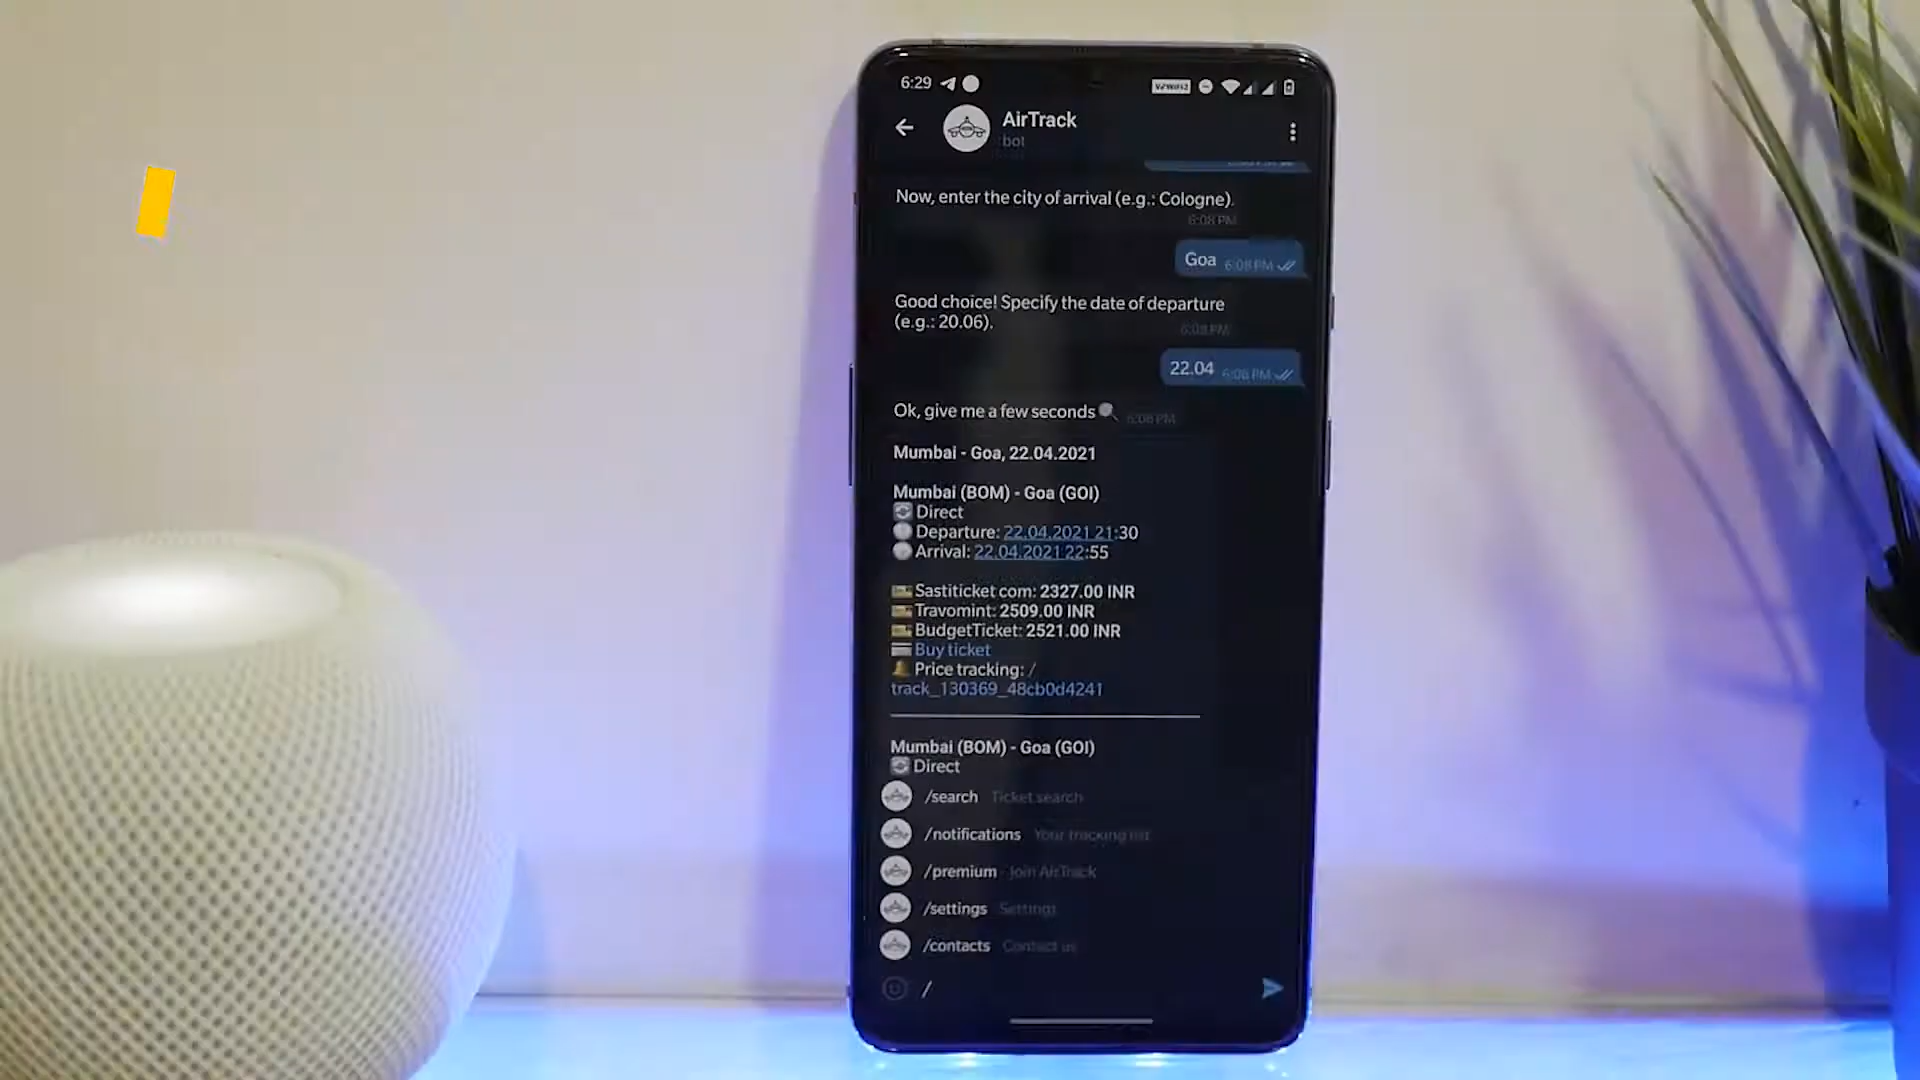 6:29
AirTrack
bot
Now, enter the city of arrival (e.g.: Cologne).
6:08 PM
Goa 6:08 PM
Good choice! Specify the date of departure
(e.g.: 20.06).
6:08 PM
22.04 6:08 PM
Ok, give me a few seconds
6:08 PM
Mumbai - Goa, 22.04.2021
Mumbai (BOM) - Goa (GOI)
Direct
Departure: 22.04.2021 21:30
Arrival: 22.04.2021 22:55
Sastiticket com: 2327.00 INR
Travomint: 2509.00 INR
BudgetTicket: 2521.00 INR
Buy ticket
Price tracking: /
track_130369_48cb0d4241
Mumbai (BOM) - Goa (GOI)
Direct
/search Ticket search
/notifications Your tracking list
/premium Join AirTrack
/settings Settings
/contacts Contact us
/